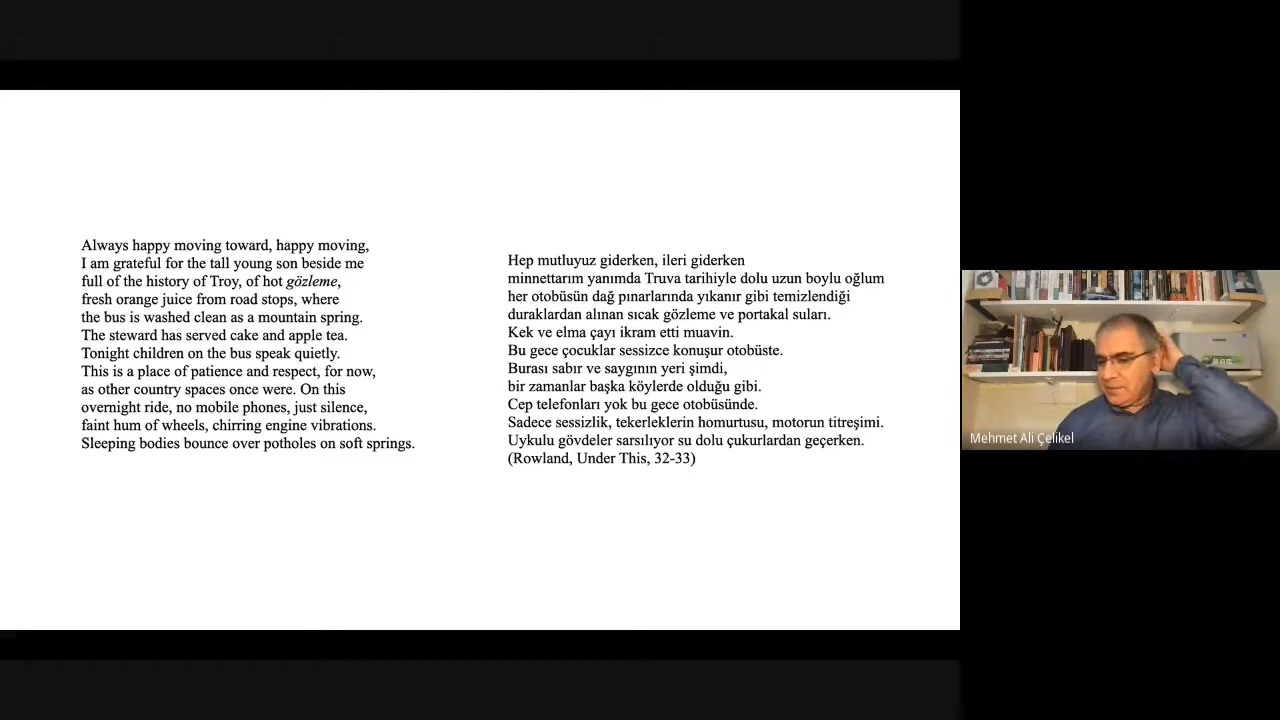 Always happy moving toward, happy moving,
I am grateful for the tall young son beside me
full of the history of Troy, of hot gözleme,
fresh orange juice from road stops, where
the bus is washed clean as a mountain spring.
The steward has served cake and apple tea.
Tonight children on the bus speak quietly.
This is a place of patience and respect, for now,
as other country spaces once were. On this
overnight ride, no mobile phones, just silence,
faint hum of wheels, chirring engine vibrations.
Sleeping bodies bounce over potholes on soft springs.
Hep mutluyuz giderken, ileri giderken
minnettarım yanımda Truva tarihiyle dolu uzun boylu oğlum
her otobüsün dağ pınarlarında yıkanır gibi temizlendiği
duraklardan alınan sıcak gözleme ve portakal suları.
Kek ve elma çayı ikram etti muavin.
Bu gece çocuklar sessizce konuşur otobüste.
Burası sabır ve saygının yeri şimdi,
bir zamanlar başka köylerde olduğu gibi.
Cep telefonları yok bu gece otobüsünde.
Sadece sessizlik, tekerleklerin homurtusu, motorun titreşimi.
Uykulu gövdeler sarsılıyor su dolu çukurlardan geçerken.
(Rowland, Under This, 32-33)
Mehmet Ali Çelikel